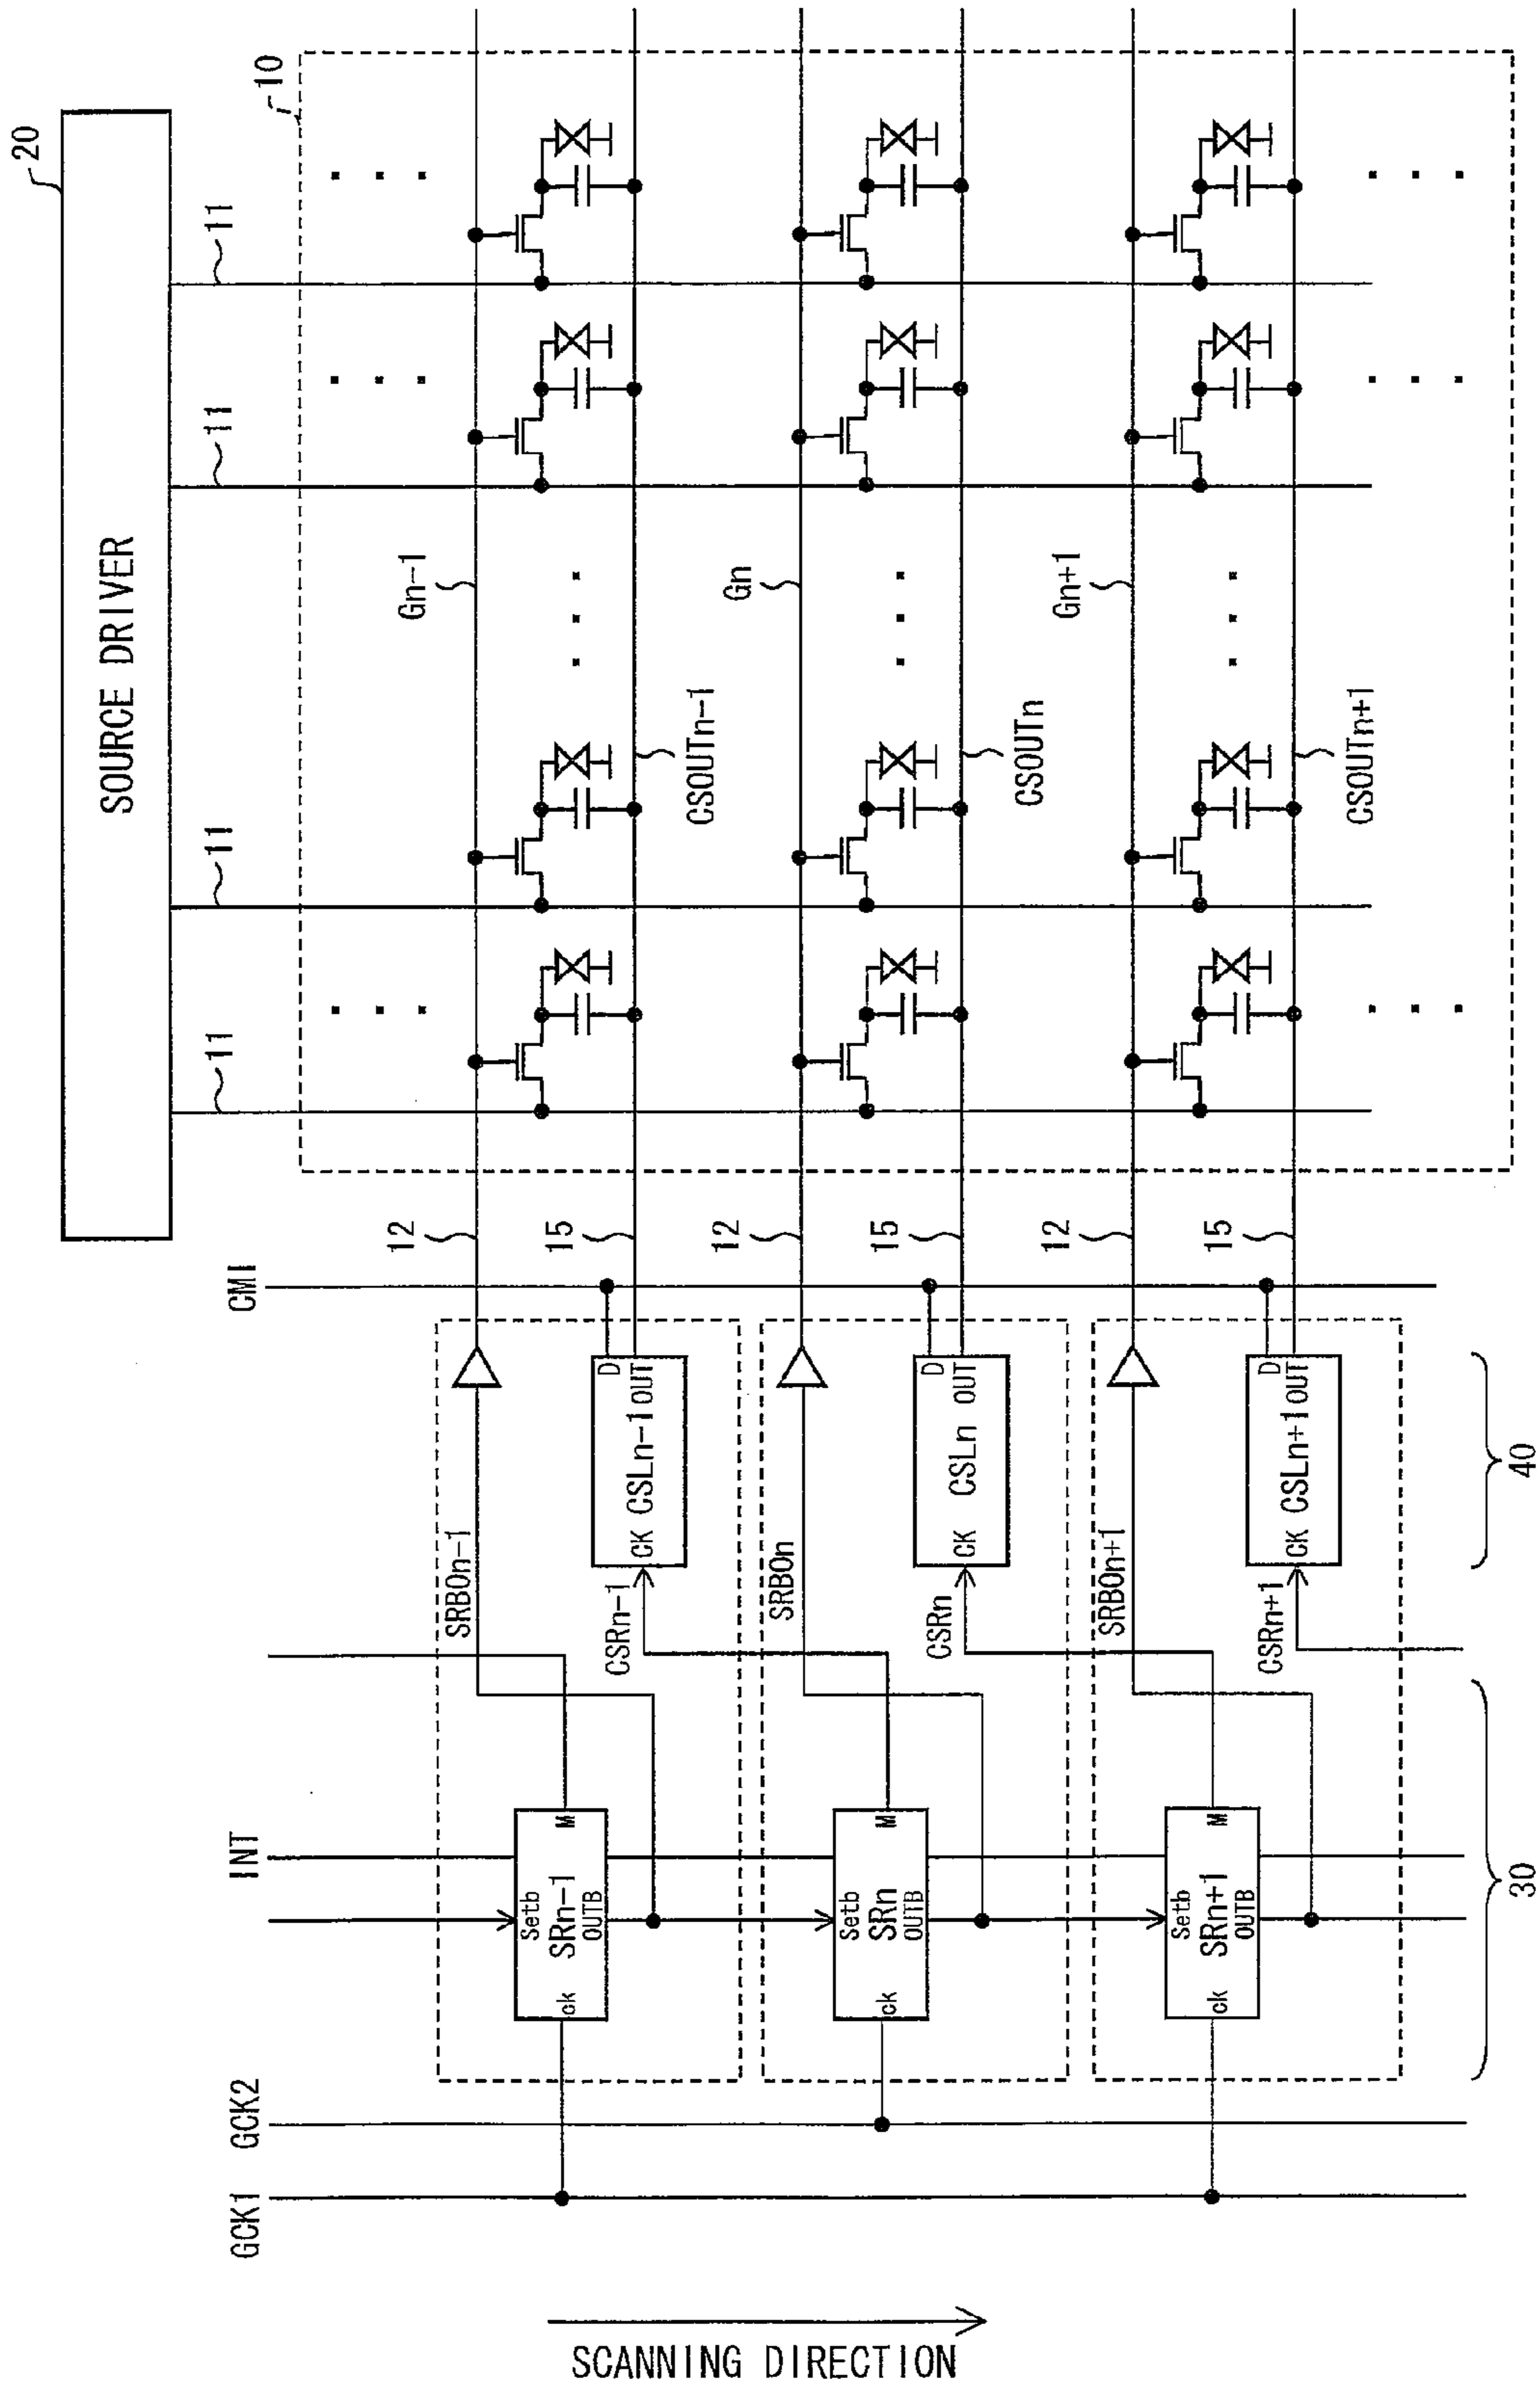 20
SOURCE DRIVER
10
11
11
11
11
GCK1
GCK2
INT
CMI
12
Gn-1
SRBOn-1
Setb
ck
SRn-1
M
OUTB
D
CK
CSLn-1
OUT
15
CSRn-1
CSOUTn-1
12
Gn
SRBOn
Setb
ck
SRn
M
OUTB
D
CK
CSLn
OUT
15
CSRn
CSOUTn
12
Gn+1
SRBOn+1
Setb
ck
SRn+1
M
OUTB
D
CK
CSLn+1
OUT
15
CSRn+1
CSOUTn+1
30
40
SCANNING DIRECTION